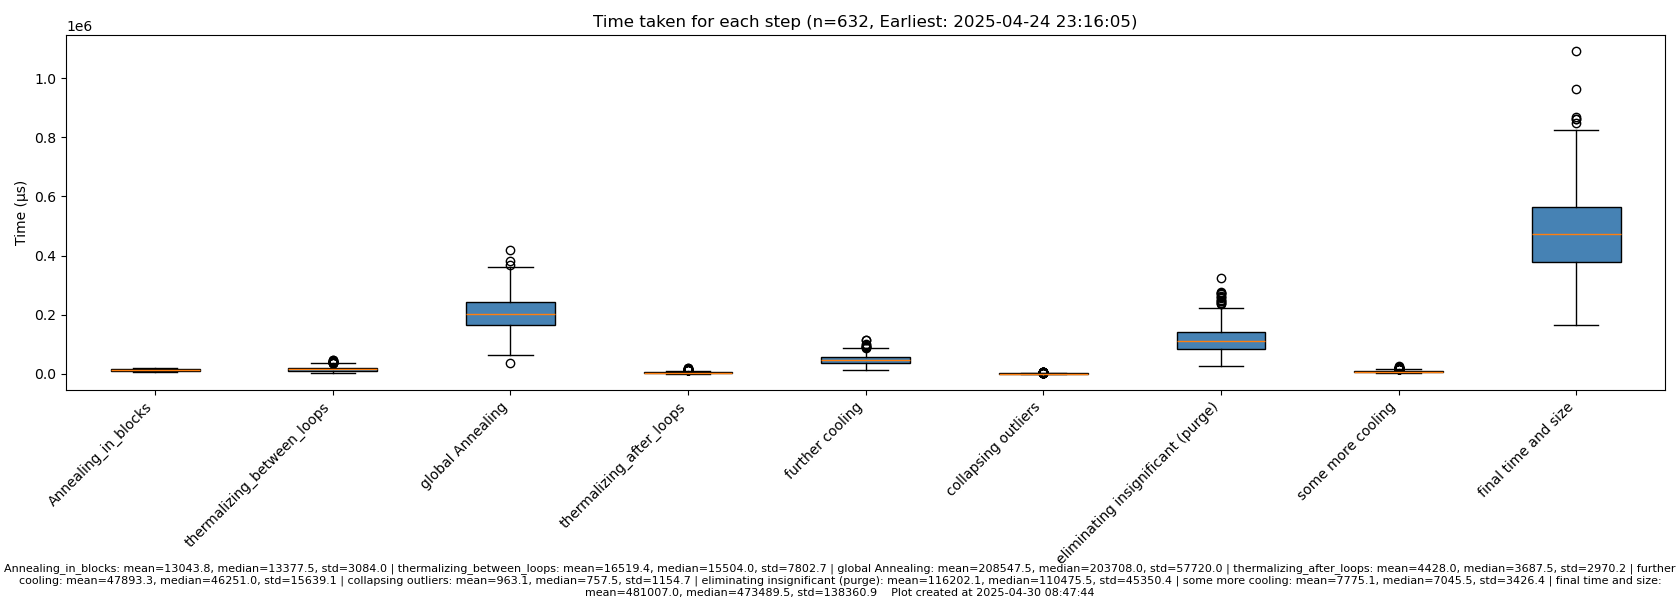 Time taken for each step (n=632, Earliest: 2025-04-24 23:16:05)
1e6
1.0
0.8
0.6
0.4
0.2
0.0
Time (µs)
Annealing_in_blocks
thermalizing_between_loops
global Annealing
thermalizing_after_loops
further cooling
collapsing outliers
eliminating insignificant (purge)
some more cooling
final time and size
Annealing_in_blocks: mean=13043.8, median=13377.5, std=3084.0 | thermalizing_between_loops: mean=16519.4, median=15504.0, std=7802.7 | global Annealing: mean=208547.5, median=203708.0, std=57720.0 | thermalizing_after_loops: mean=4428.0, median=3687.5, std=2970.2 | further
cooling: mean=47893.3, median=46251.0, std=15639.1 | collapsing outliers: mean=963.1, median=757.5, std=1154.7 | eliminating insignificant (purge): mean=116202.1, median=110475.5, std=45350.4 | some more cooling: mean=7775.1, median=7045.5, std=3426.4 | final time and size:
mean=481007.0, median=473489.5, std=138360.9    Plot created at 2025-04-30 08:47:44